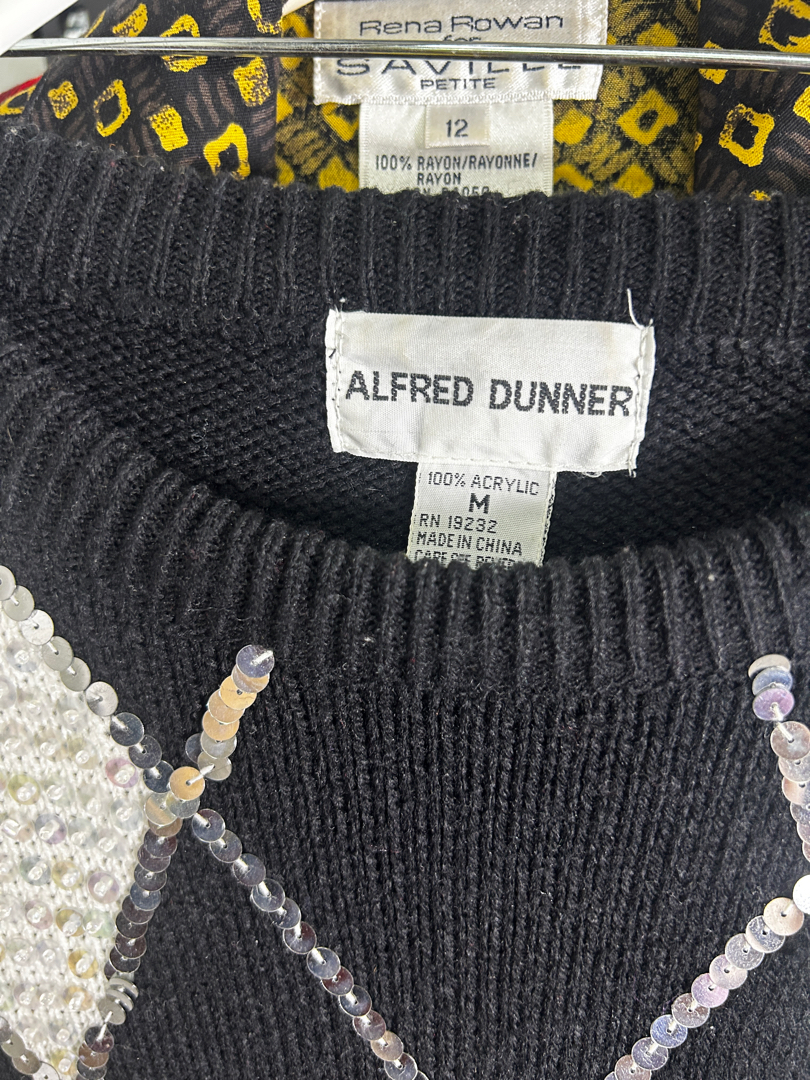 Rena Rowan
for
SAVILLE
PETITE
12
100% RAYON/RAYONNE/
RAYON
ALFRED DUNNER
100% ACRYLIC
M
RN 19232
MADE IN CHINA
CARE